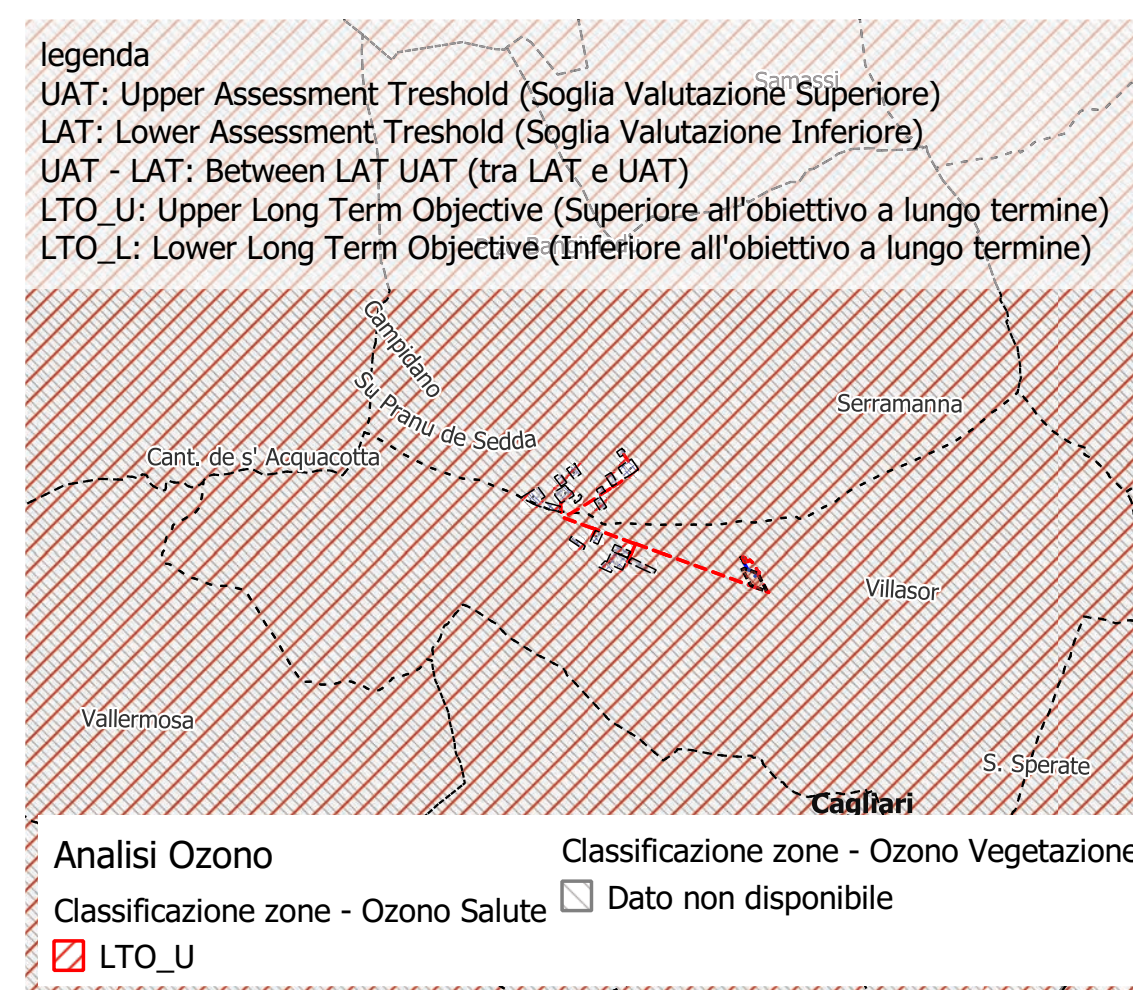 legenda
UAT: Upper Assessment Treshold (Soglia Valutazione Superiore)
LAT: Lower Assessment Treshold (Soglia Valutazione Inferiore)
UAT - LAT: Between LAT UAT (tra LAT e UAT)
LTO_U: Upper Long Term Objective (Superiore all'obiettivo a lungo termine)
LTO_L: Lower Long Term Objective (Inferiore all'obiettivo a lungo termine)
Samassi
Campidano
Su Pranu de Sedda
Serramanna
Cant. de s' Acquacotta
Villasor
Vallermosa
S. Sperate
Cagliari
Analisi Ozono
Classificazione zone - Ozono Salute
LTO_U
Classificazione zone - Ozono Vegetazione
Dato non disponibile